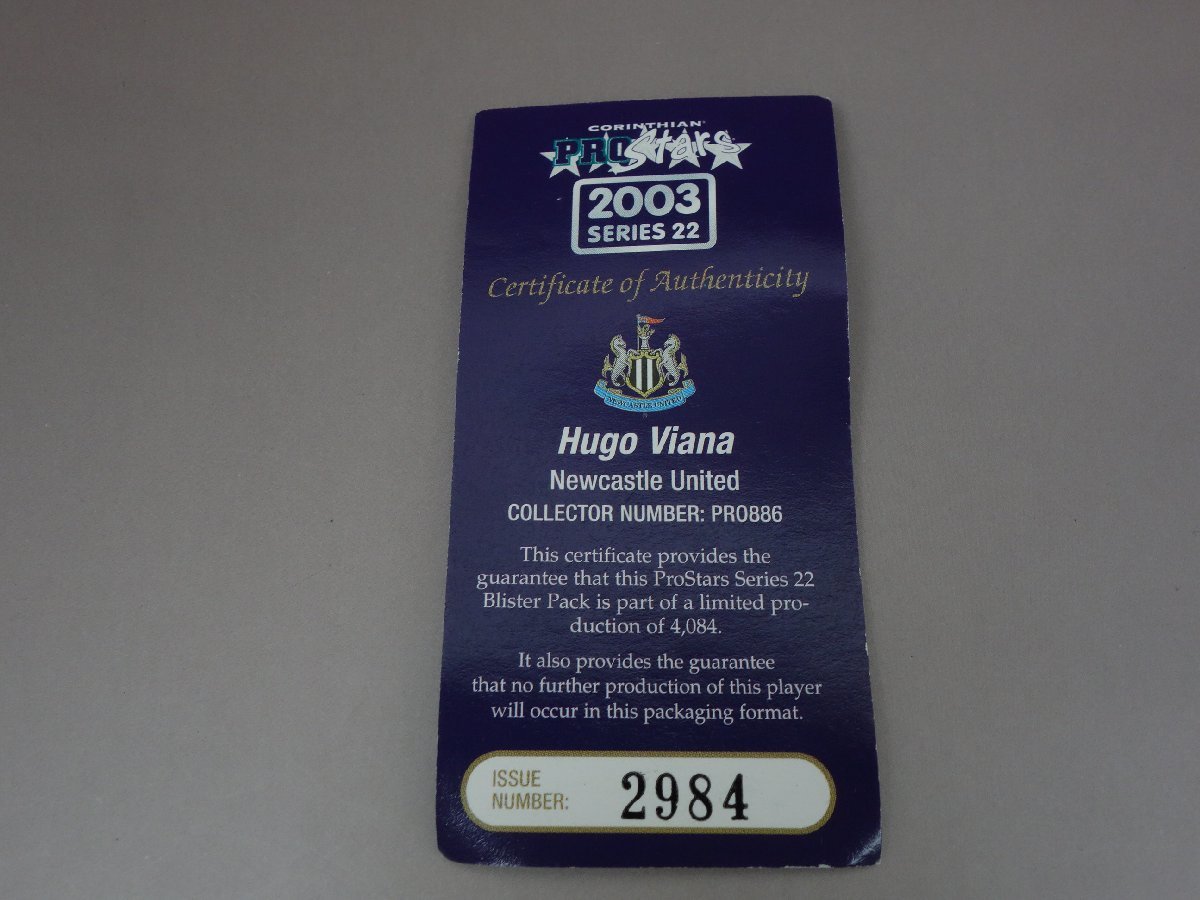 CORINTHIAN
PROStars
2003
SERIES 22
Certificate of Authenticity
NEWCASTLE UNITED
Hugo Viana
Newcastle United
COLLECTOR NUMBER: PRO886
This certificate provides the
guarantee that this ProStars Series 22
Blister Pack is part of a limited pro-
duction of 4,084.
It also provides the guarantee
that no further production of this player
will occur in this packaging format.
ISSUE
NUMBER: 2984